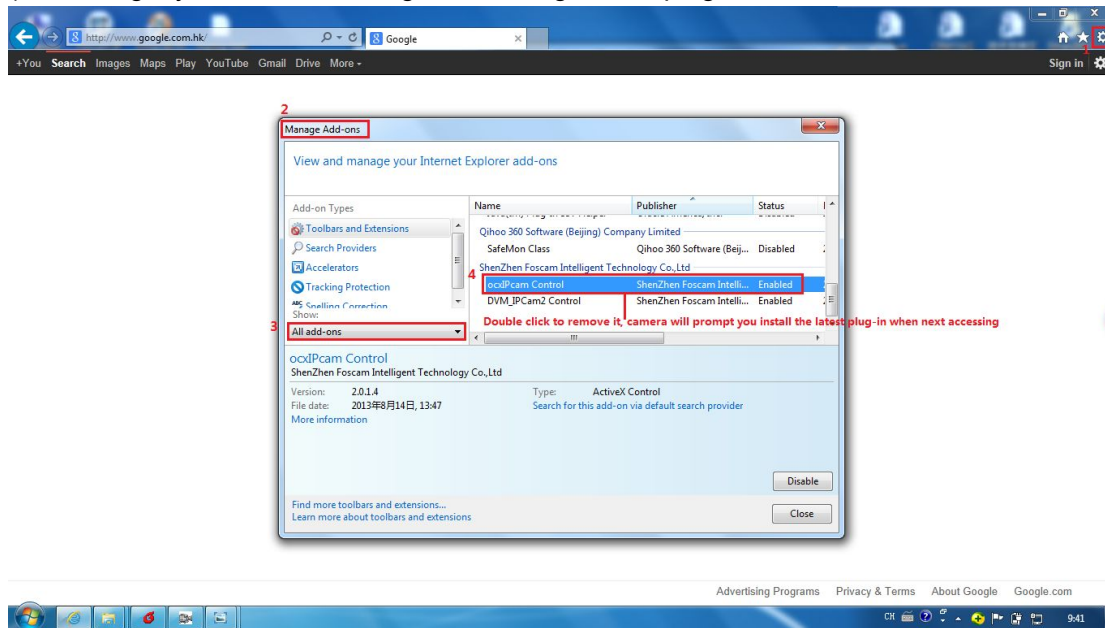 http://www.google.com.hk/
Google
1
+You Search Images Maps Play YouTube Gmail Drive More
Sign in
2
Manage Add-ons
View and manage your Internet Explorer add-ons
Add-on Types
Name Publisher Status
Toolbars and Extensions
Qihoo 360 Software (Beijing) Company Limited
Search Providers
SafeMon Class Qihoo 360 Software (Beij... Disabled
Accelerators
ShenZhen Foscam Intelligent Technology Co.,Ltd
4
Tracking Protection
ocxIPcam Control ShenZhen Foscam Intelli... Enabled
Spelling Correction
DVM_IPCam2 Control ShenZhen Foscam Intelli... Enabled
Show:
Double click to remove it, camera will prompt you install the latest plug-in when next accessing
3
All add-ons
ocxIPcam Control
ShenZhen Foscam Intelligent Technology Co.,Ltd
Version: 2.0.1.4
Type: ActiveX Control
File date: 2013年8月14日, 13:47
Search for this add-on via default search provider
More information
Disable
Find more toolbars and extensions...
Learn more about toolbars and extensions
Close
Advertising Programs Privacy & Terms About Google Google.com
CH
9:41